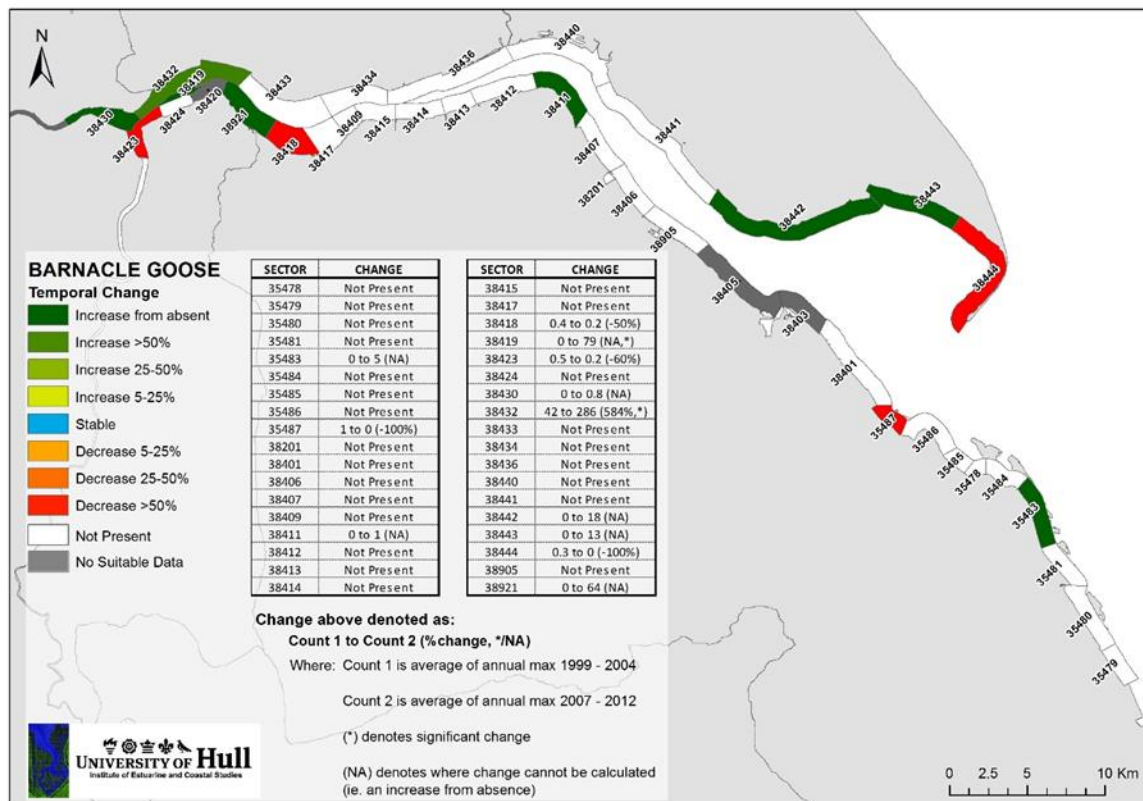 N
38440
38436
38432
38419
38434
38433
38420
38430
38424
38921
38412
38411
38413
38414
38409
38415
38423
38418
38417
38441
38407
38201
38443
38406
38442
38905
38444
38405
38403
38401
35487
35486
35485
35478
35484
35483
35481
35480
35479
BARNACLE GOOSE
Temporal Change
Increase from absent
Increase >50%
Increase 25-50%
Increase 5-25%
Stable
Decrease 5-25%
Decrease 25-50%
Decrease >50%
Not Present
No Suitable Data
SECTOR CHANGE
35478 Not Present
35479 Not Present
35480 Not Present
35481 Not Present
35483 0 to 5 (NA)
35484 Not Present
35485 Not Present
35486 Not Present
35487 1 to 0 (-100%)
38201 Not Present
38401 Not Present
38406 Not Present
38407 Not Present
38409 Not Present
38411 0 to 1 (NA)
38412 Not Present
38413 Not Present
38414 Not Present
SECTOR CHANGE
38415 Not Present
38417 Not Present
38418 0.4 to 0.2 (-50%)
38419 0 to 79 (NA,*)
38423 0.5 to 0.2 (-60%)
38424 Not Present
38430 0 to 0.8 (NA)
38432 42 to 286 (584%,*)
38433 Not Present
38434 Not Present
38436 Not Present
38440 Not Present
38441 Not Present
38442 0 to 18 (NA)
38443 0 to 13 (NA)
38444 0.3 to 0 (-100%)
38905 Not Present
38921 0 to 64 (NA)
Change above denoted as:
Count 1 to Count 2 (%change, */NA)
Where: Count 1 is average of annual max 1999 - 2004
Count 2 is average of annual max 2007 - 2012
(*) denotes significant change
(NA) denotes where change cannot be calculated
(ie. an increase from absence)
UNIVERSITY OF Hull
Institute of Estuarine and Coastal Studies
0 2.5 5 10 Km